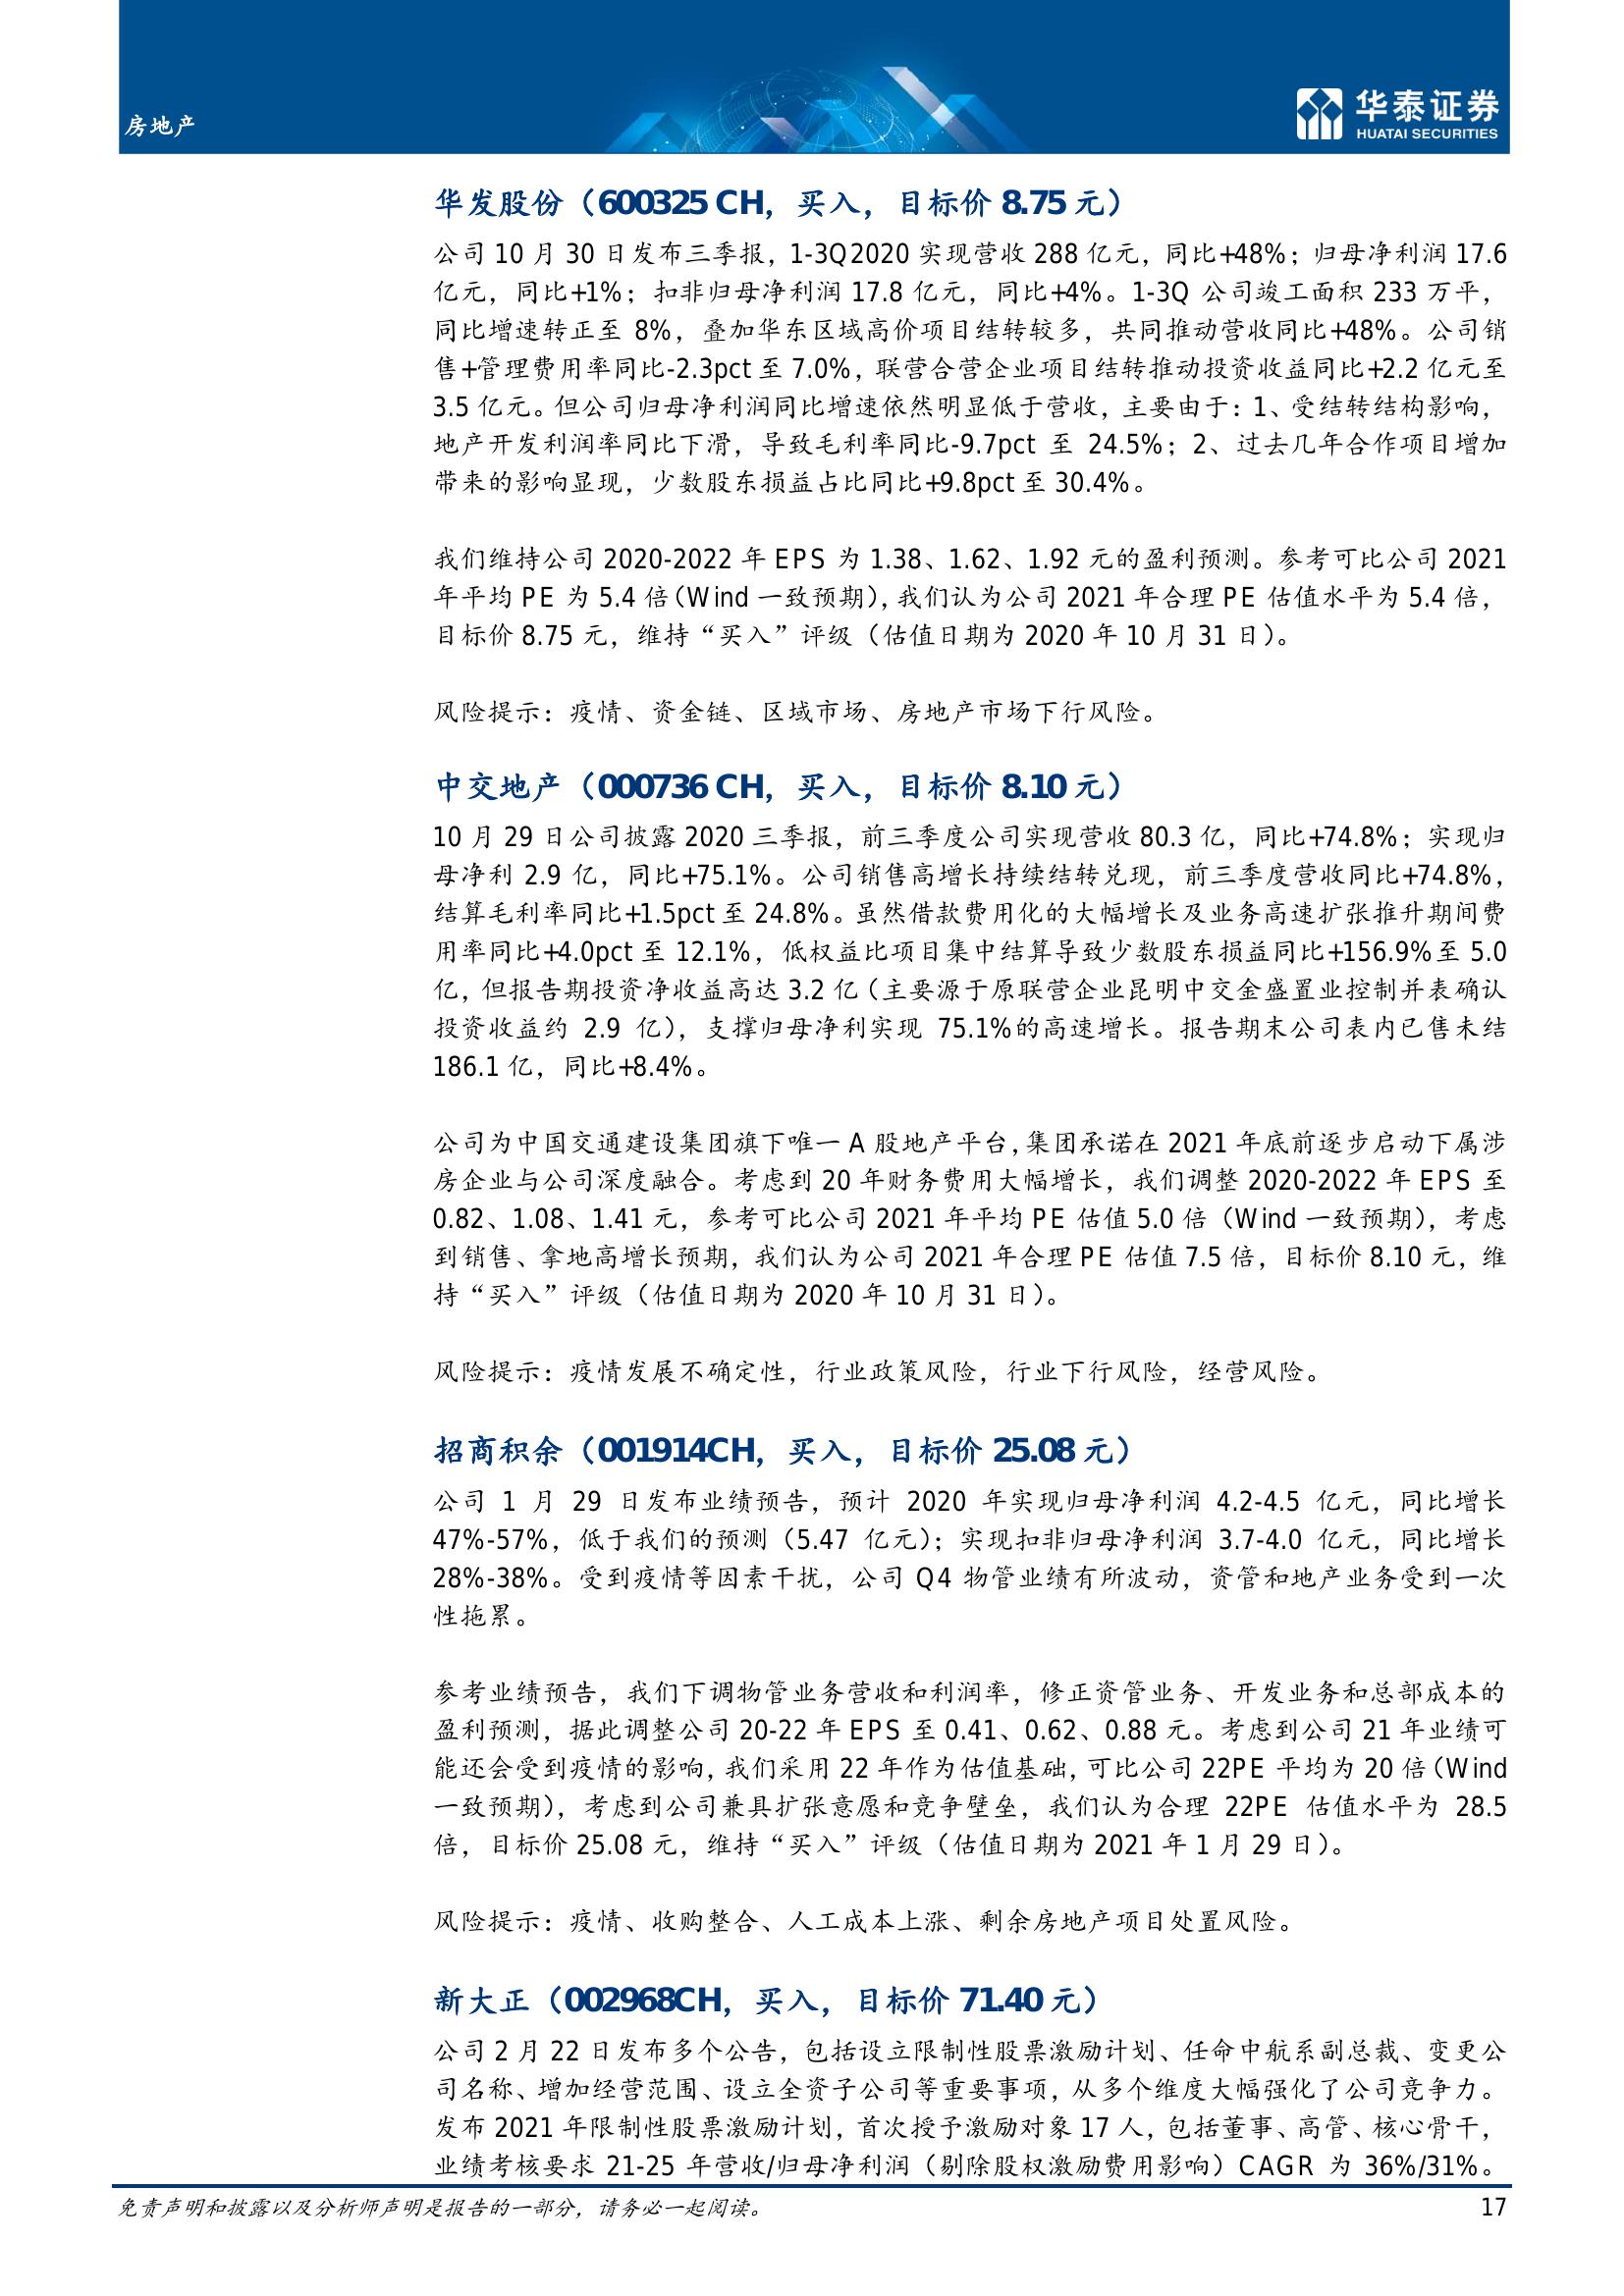 房地产
华泰证券
HUATAI SECURITIES
华发股份（600325 CH，买入，目标价 8.75 元）
公司 10 月 30 日发布三季报，1-3Q2020 实现营收 288 亿元，同比+48%；归母净利润 17.6
亿元，同比+1%；扣非归母净利润 17.8 亿元，同比+4%。1-3Q 公司竣工面积 233 万平，
同比增速转正至 8%，叠加华东区域高价项目结转较多，共同推动营收同比+48%。公司销
售+管理费用率同比-2.3pct 至 7.0%，联营合营企业项目结转推动投资收益同比+2.2 亿元至
3.5 亿元。但公司归母净利润同比增速依然明显低于营收，主要由于：1、受结转结构影响，
地产开发利润率同比下滑，导致毛利率同比-9.7pct 至 24.5%；2、过去几年合作项目增加
带来的影响显现，少数股东损益占比同比+9.8pct 至 30.4%。
我们维持公司 2020-2022 年 EPS 为 1.38、1.62、1.92 元的盈利预测。参考可比公司 2021
年平均 PE 为 5.4 倍（Wind 一致预期），我们认为公司 2021 年合理 PE 估值水平为 5.4 倍，
目标价 8.75 元，维持“买入”评级（估值日期为 2020 年 10 月 31 日）。
风险提示：疫情、资金链、区域市场、房地产市场下行风险。
中交地产（000736 CH，买入，目标价 8.10 元）
10 月 29 日公司披露 2020 三季报，前三季度公司实现营收 80.3 亿，同比+74.8%；实现归
母净利 2.9 亿，同比+75.1%。公司销售高增长持续结转兑现，前三季度营收同比+74.8%，
结算毛利率同比+1.5pct 至 24.8%。虽然借款费用化的大幅增长及业务高速扩张推升期间费
用率同比+4.0pct 至 12.1%，低权益比项目集中结算导致少数股东损益同比+156.9%至 5.0
亿，但报告期投资净收益高达 3.2 亿（主要源于原联营企业昆明中交金盛置业控制并表确认
投资收益约 2.9 亿），支撑归母净利实现 75.1%的高速增长。报告期末公司表内已售未结
186.1 亿，同比+8.4%。
公司为中国交通建设集团旗下唯一 A 股地产平台，集团承诺在 2021 年底前逐步启动下属涉
房企业与公司深度融合。考虑到 20 年财务费用大幅增长，我们调整 2020-2022 年 EPS 至
0.82、1.08、1.41 元，参考可比公司 2021 年平均 PE 估值 5.0 倍（Wind 一致预期），考虑
到销售、拿地高增长预期，我们认为公司 2021 年合理 PE 估值 7.5 倍，目标价 8.10 元，维
持“买入”评级（估值日期为 2020 年 10 月 31 日）。
风险提示：疫情发展不确定性，行业政策风险，行业下行风险，经营风险。
招商积余（001914CH，买入，目标价 25.08 元）
公司 1 月 29 日发布业绩预告，预计 2020 年实现归母净利润 4.2-4.5 亿元，同比增长
47%-57%，低于我们的预测（5.47 亿元）；实现扣非归母净利润 3.7-4.0 亿元，同比增长
28%-38%。受到疫情等因素干扰，公司 Q4 物管业绩有所波动，资管和地产业务受到一次
性拖累。
参考业绩预告，我们下调物管业务营收和利润率，修正资管业务、开发业务和总部成本的
盈利预测，据此调整公司 20-22 年 EPS 至 0.41、0.62、0.88 元。考虑到公司 21 年业绩可
能还会受到疫情的影响，我们采用 22 年作为估值基础，可比公司 22PE 平均为 20 倍（Wind
一致预期），考虑到公司兼具扩张意愿和竞争壁垒，我们认为合理 22PE 估值水平为 28.5
倍，目标价 25.08 元，维持“买入”评级（估值日期为 2021 年 1 月 29 日）。
风险提示：疫情、收购整合、人工成本上涨、剩余房地产项目处置风险。
新大正（002968CH，买入，目标价 71.40 元）
公司 2 月 22 日发布多个公告，包括设立限制性股票激励计划、任命中航系副总裁、变更公
司名称、增加经营范围、设立全资子公司等重要事项，从多个维度大幅强化了公司竞争力。
发布 2021 年限制性股票激励计划，首次授予激励对象 17 人，包括董事、高管、核心骨干，
业绩考核要求 21-25 年营收/归母净利润（剔除股权激励费用影响）CAGR 为 36%/31%。
免责声明和披露以及分析师声明是报告的一部分，请务必一起阅读。
17